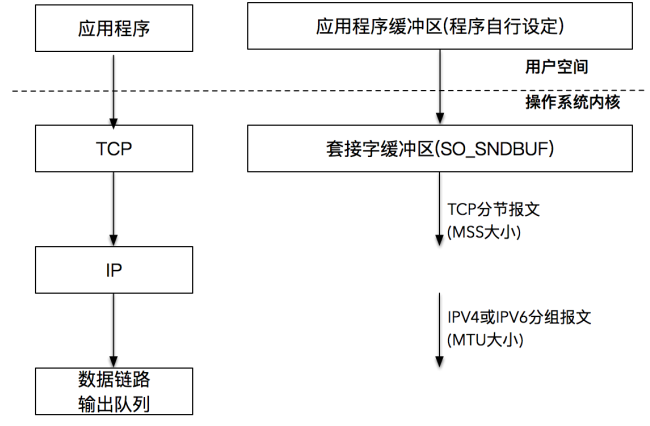 应用程序
应用程序缓冲区(程序自行设定)
用户空间
操作系统内核
TCP
套接字缓冲区(SO_SNDBUF)
TCP分节报文
(MSS大小)
IP
IPV4或IPV6分组报文
(MTU大小)
数据链路
输出队列